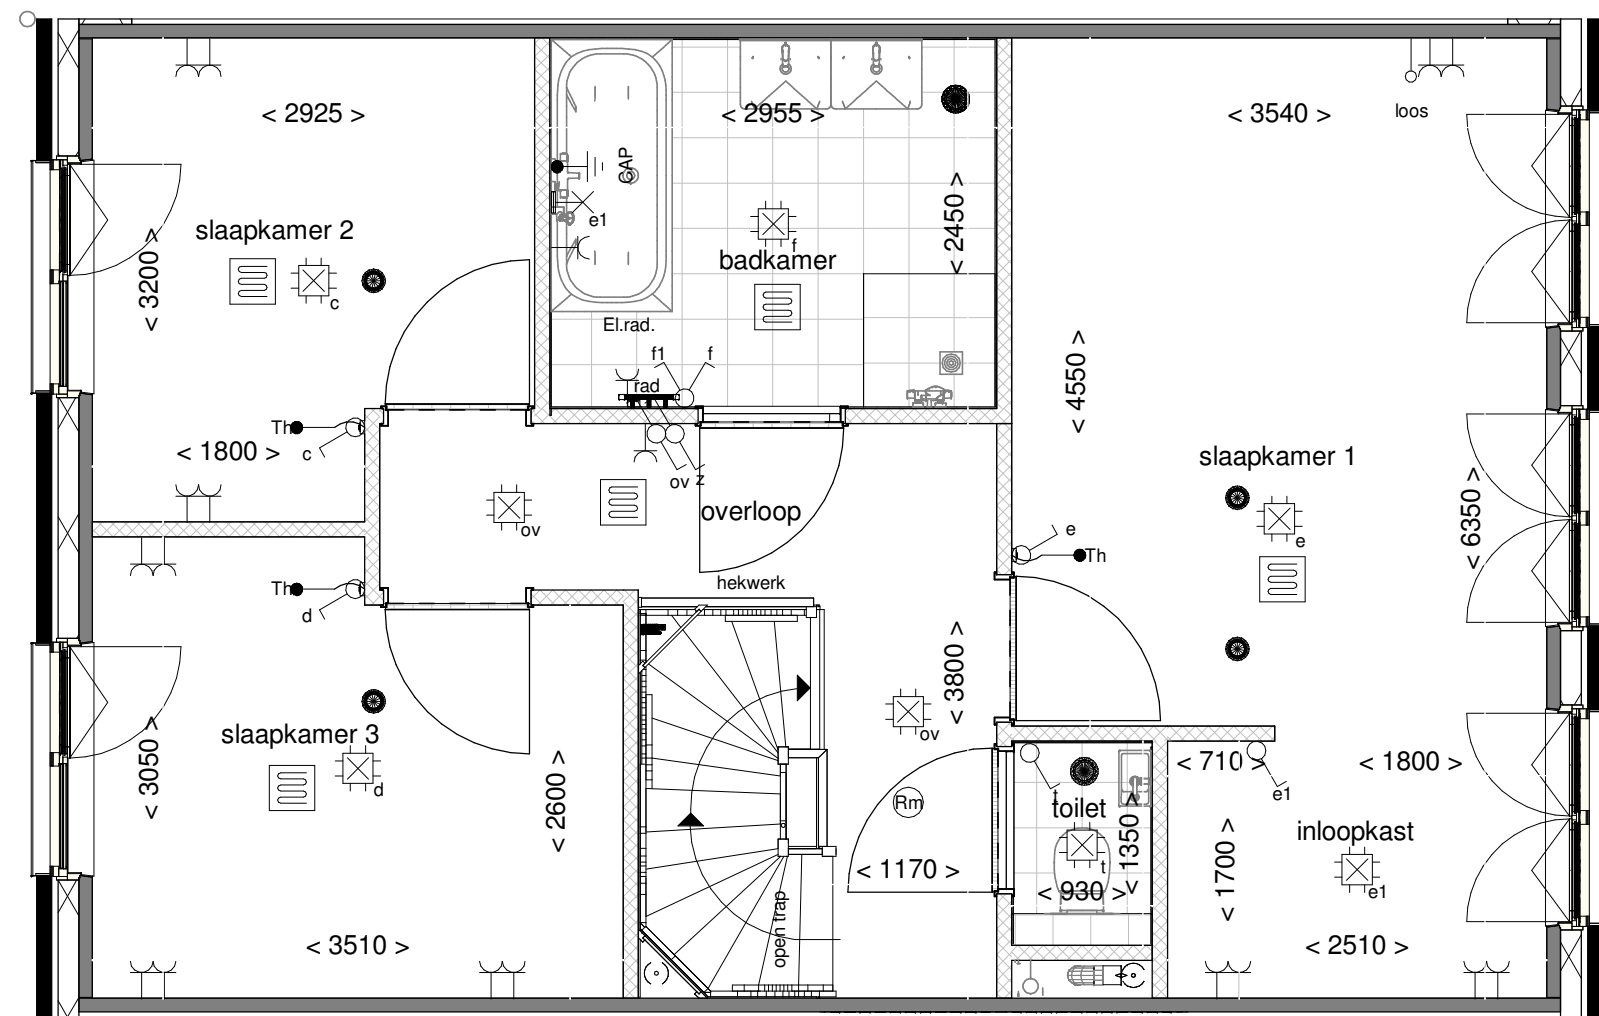 < 2925 >
< 2955 >
< 3540 >
loos
CAP
e1
< 2450 >
slaapkamer 2
f
badkamer
< 3200 >
c
El.rad.
f1
f
rad
< 4550 >
Th
c
< 1800 >
ov
z
slaapkamer 1
ov
overloop
e
Th
e
< 6350 >
hekwerk
Th
d
< 3800 >
ov
slaapkamer 3
d
< 3050 >
< 2600 >
Rm
t
toilet
< 710 >
e1
< 1800 >
< 1350 >
t
inloopkast
< 1170 >
< 930 >
< 1700 >
e1
open trap
< 3510 >
< 2510 >